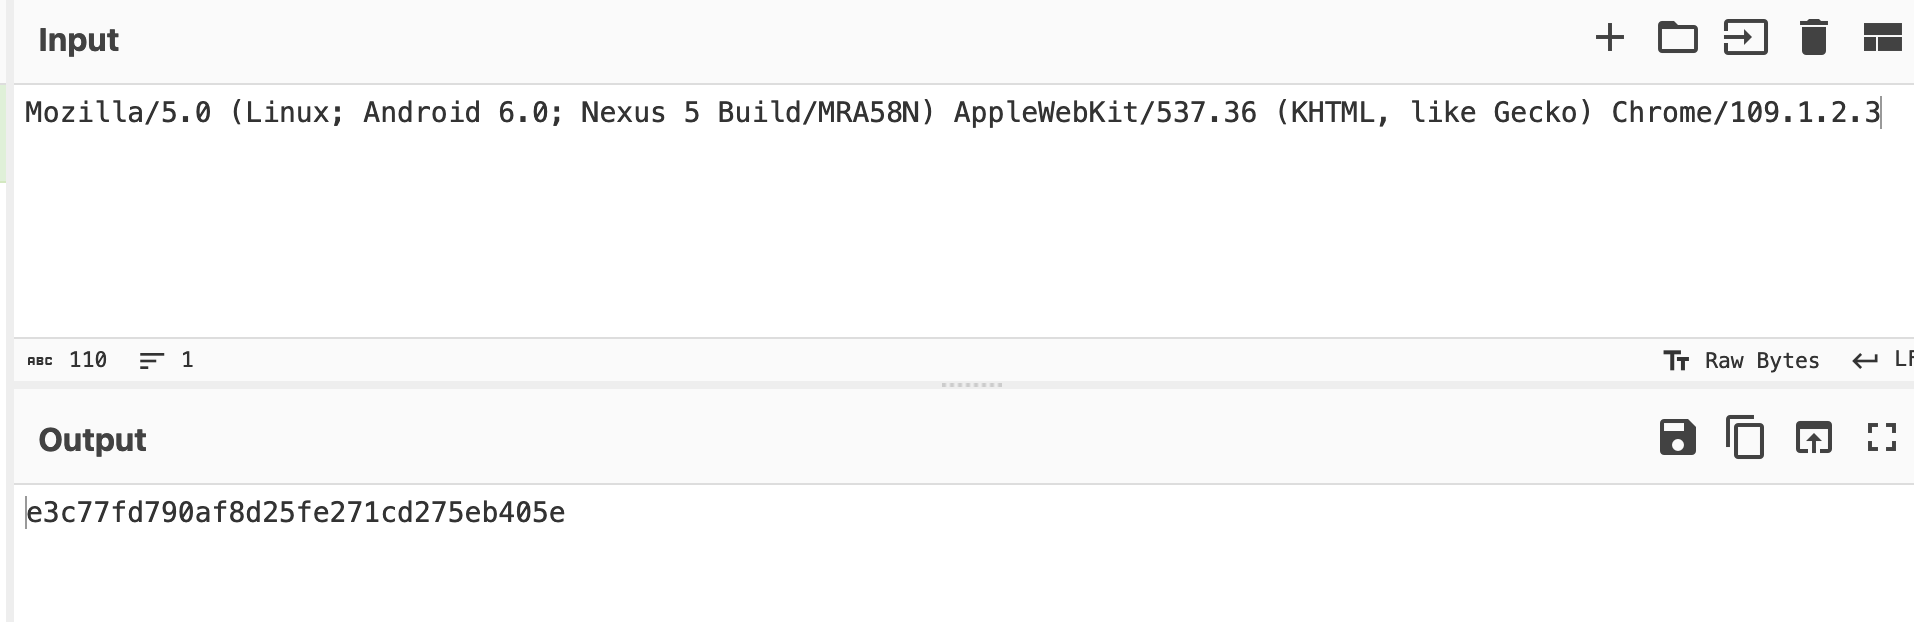 Input
Mozilla/5.0 (Linux; Android 6.0; Nexus 5 Build/MRA58N) AppleWebKit/537.36 (KHTML, like Gecko) Chrome/109.1.2.3
ABC 110 1 Tт Raw Bytes LF
Output
e3c77fd790af8d25fe271cd275eb405e